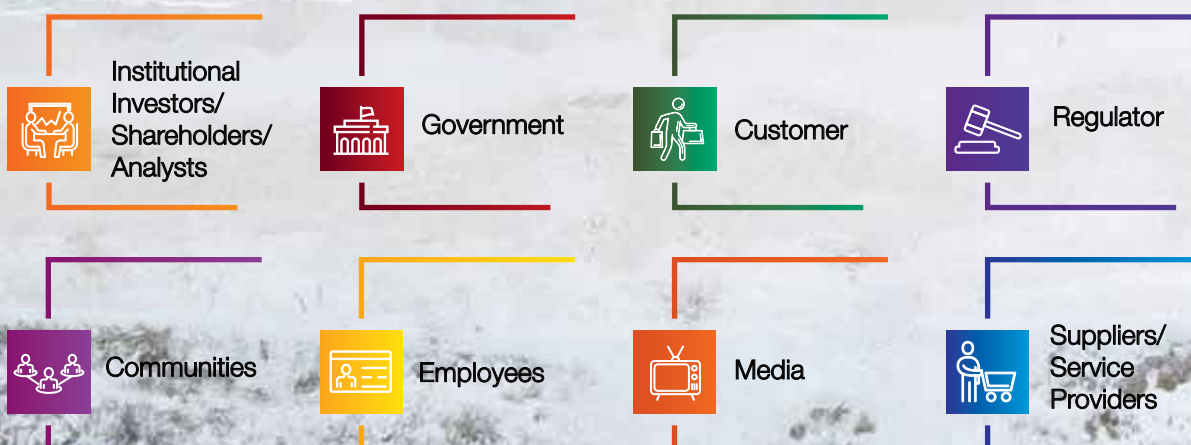 Institutional
Investors/
Shareholders/
Analysts
Government
Customer
Regulator
Communities
Employees
Media
Suppliers/
Service
Providers